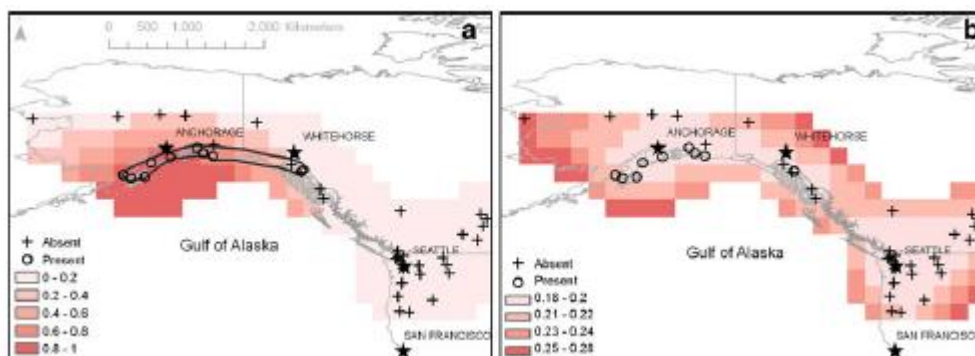 0 500 1,000 2,000 Kilometers
a
ANCHORAGE
WHITEHORSE
Gulf of Alaska
SEATTLE
SAN FRANCISCO
Absent
Present
0 - 0.2
0.2 - 0.4
0.4 - 0.6
0.6 - 0.8
0.8 - 1
b
ANCHORAGE
WHITEHORSE
Gulf of Alaska
SEATTLE
SAN FRANCISCO
Absent
Present
0.18 - 0.2
0.21 - 0.22
0.23 - 0.24
0.25 - 0.28